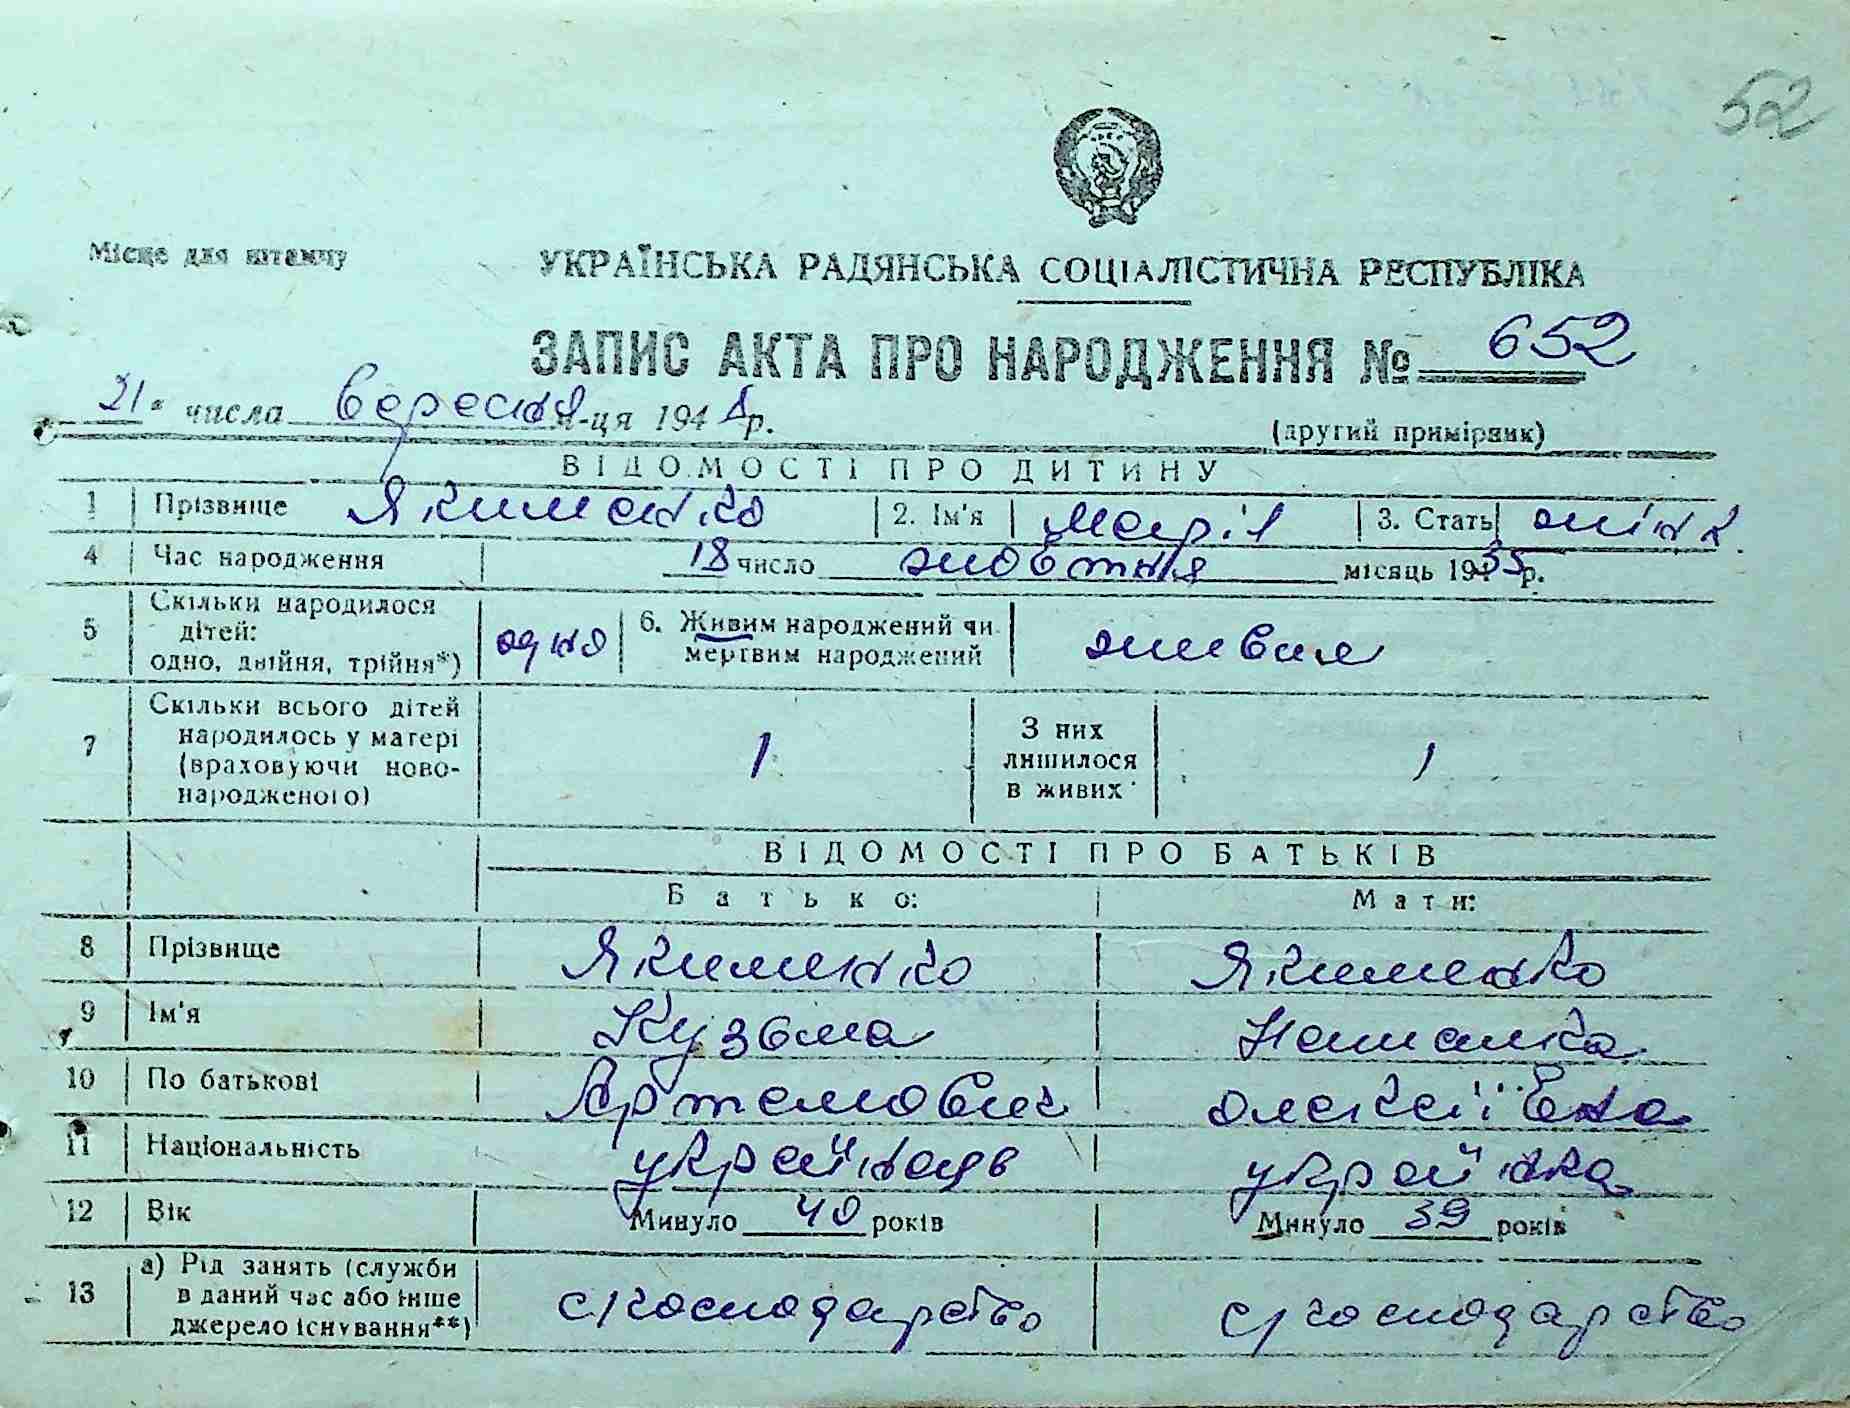 52
Місце для штампу
УКРАЇНСЬКА РАДЯНСЬКА СОЦІАЛІСТИЧНА РЕСПУБЛІКА
ЗАПИС АКТА ПРО НАРОДЖЕННЯ № 652
21 числа вересня м-ця 194 р.
(другий примірник)
ВІДОМОСТІ ПРО ДИТИНУ
1 Прізвище Якименко 2. Ім'я Марія 3. Стать жінка
4 Час народження 18 число жовтня місяць 1935 р.
5 Скільки народилося дітей: одно, двійня, трійня*) одна 6. Живим народжений чи мертвим народжений живим
7 Скільки всього дітей народилось у матері (враховуючи новонародженого) 1 З них лишилося в живих 1
ВІДОМОСТІ ПРО БАТЬКІВ
Батько: Мати:
8 Прізвище Якименко Якименко
9 Ім'я Кузьма
10 По батькові Артемович Олексіївна
11 Національність українець українка
12 Вік Минуло 40 років Минуло 39 років
13 а) Рід занять (служби в даний час або інше джерело існування**) с/господарство с/господарство